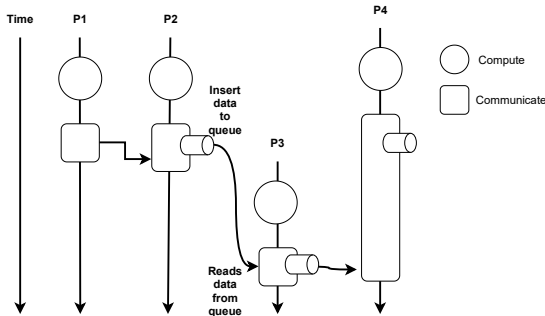 Time
P1
P2
P4
Compute
Communicate
Insert
data
to
queue
P3
Reads
data
from
queue